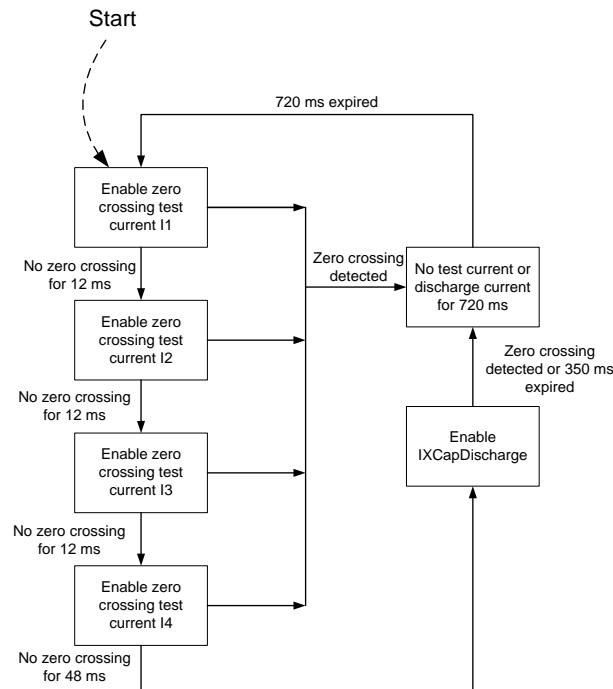 Start
720 ms expired
Enable zero
crossing test
current I1
No zero crossing
for 12 ms
Zero crossing
detected
No test current or
discharge current
for 720 ms
Enable zero
crossing test
current I2
Zero crossing
detected or 350 ms
expired
No zero crossing
for 12 ms
Enable
IXCapDischarge
Enable zero
crossing test
current I3
No zero crossing
for 12 ms
Enable zero
crossing test
current I4
No zero crossing
for 48 ms